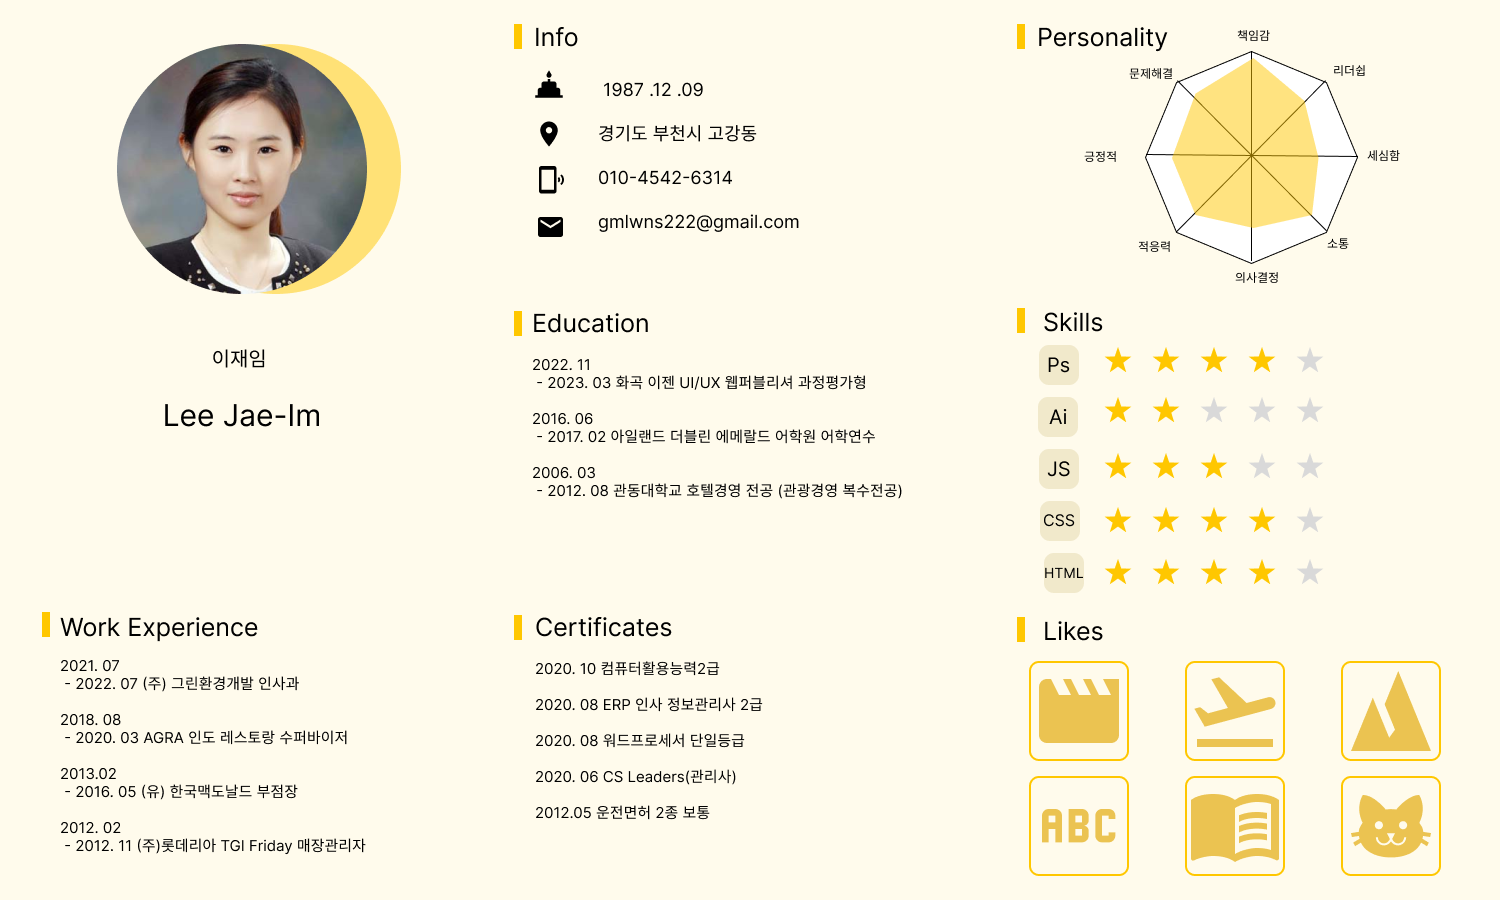 이재임
Lee Jae-Im
Info
1987 .12 .09
경기도 부천시 고강동
010-4542-6314
gmlwns222@gmail.com
Education
2022. 11
- 2023. 03 화곡 이젠 UI/UX 웹퍼블리셔 과정평가형
2016. 06
- 2017. 02 아일랜드 더블린 에메랄드 어학원 어학연수
2006. 03
- 2012. 08 관동대학교 호텔경영 전공 (관광경영 복수전공)
Personality
책임감
문제해결
리더쉽
긍정적
세심함
적응력
소통
의사결정
Skills
Ps
Ai
JS
CSS
HTML
Work Experience
2021. 07
- 2022. 07 (주) 그린환경개발 인사과
2018. 08
- 2020. 03 AGRA 인도 레스토랑 수퍼바이저
2013.02
- 2016. 05 (유) 한국맥도날드 부점장
2012. 02
- 2012. 11 (주)롯데리아 TGI Friday 매장관리자
Certificates
2020. 10 컴퓨터활용능력2급
2020. 08 ERP 인사 정보관리사 2급
2020. 08 워드프로세서 단일등급
2020. 06 CS Leaders(관리사)
2012.05 운전면허 2종 보통
Likes
ABC